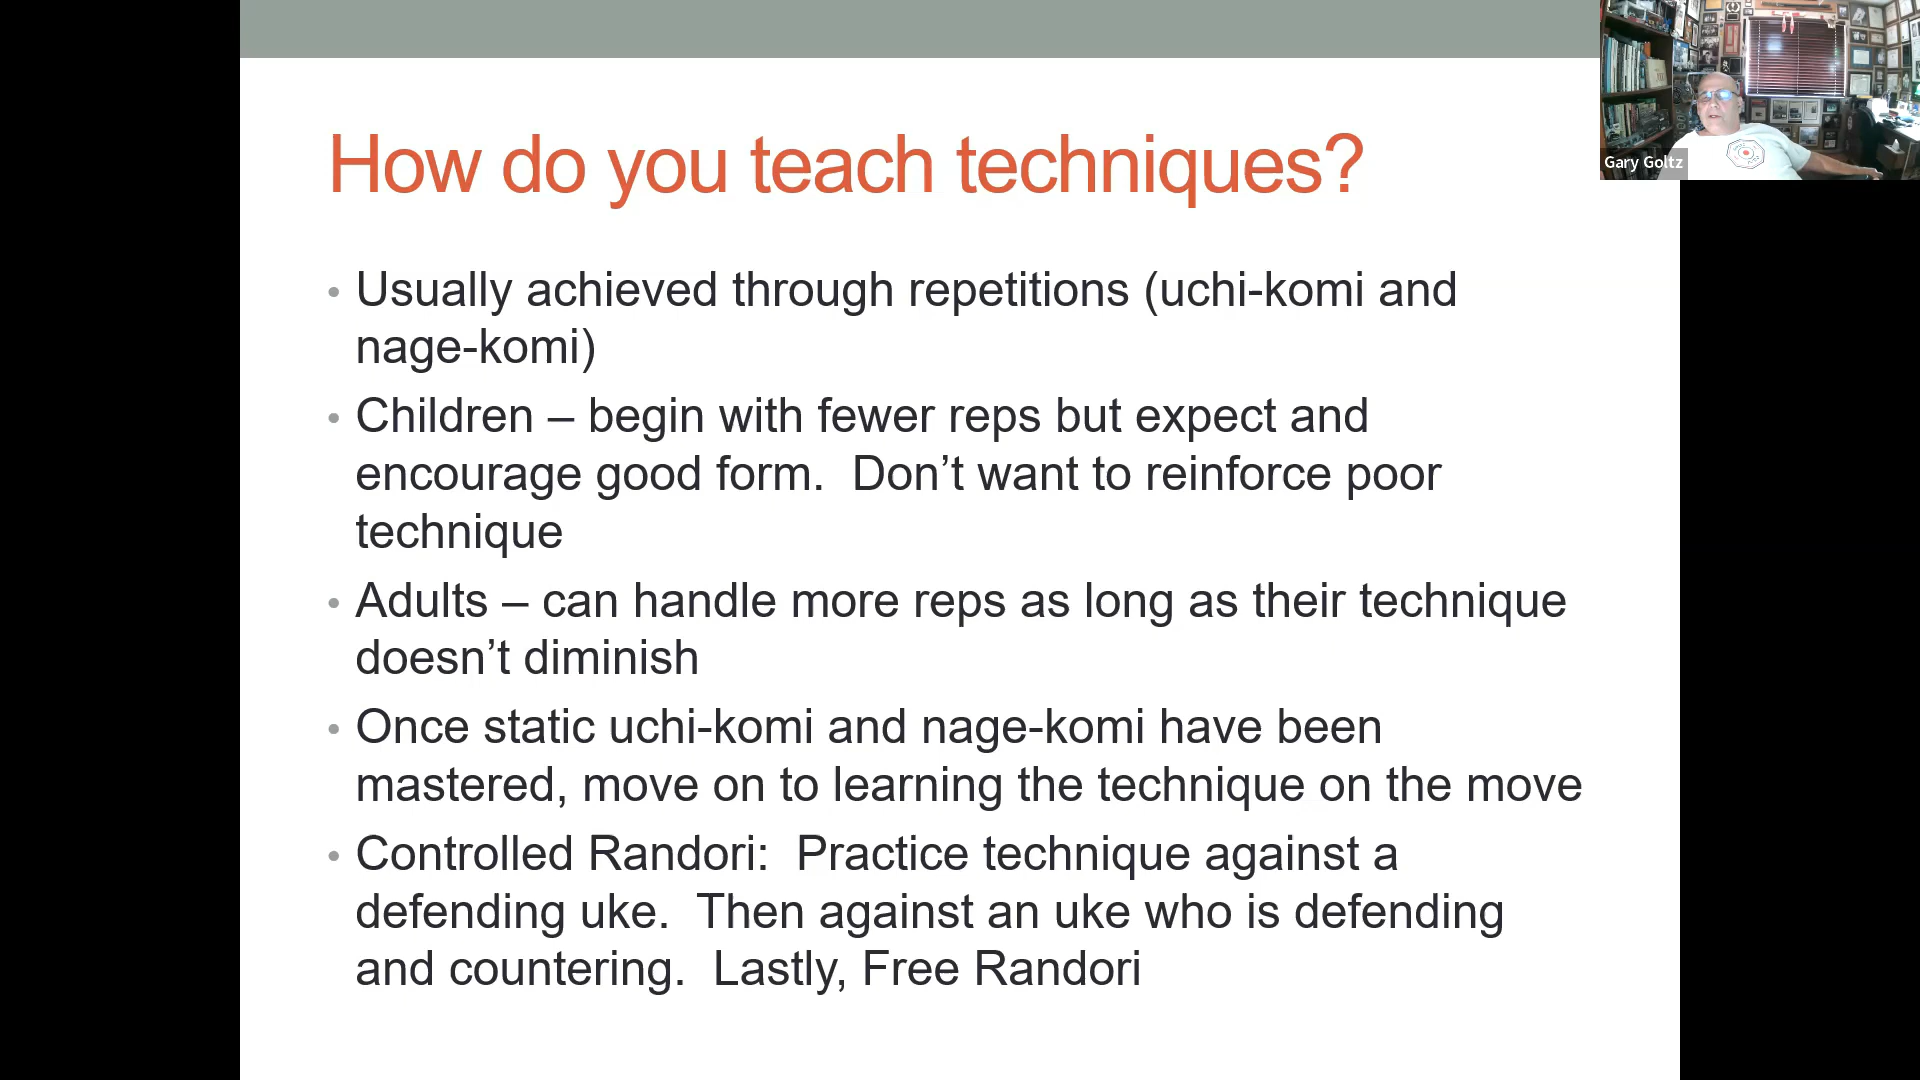 How do you teach techniques?
Gary Goltz
• Usually achieved through repetitions (uchi-komi and
nage-komi)
• Children – begin with fewer reps but expect and
encourage good form.  Don’t want to reinforce poor
technique
• Adults – can handle more reps as long as their technique
doesn’t diminish
• Once static uchi-komi and nage-komi have been
mastered, move on to learning the technique on the move
• Controlled Randori:  Practice technique against a
defending uke.  Then against an uke who is defending
and countering.  Lastly, Free Randori